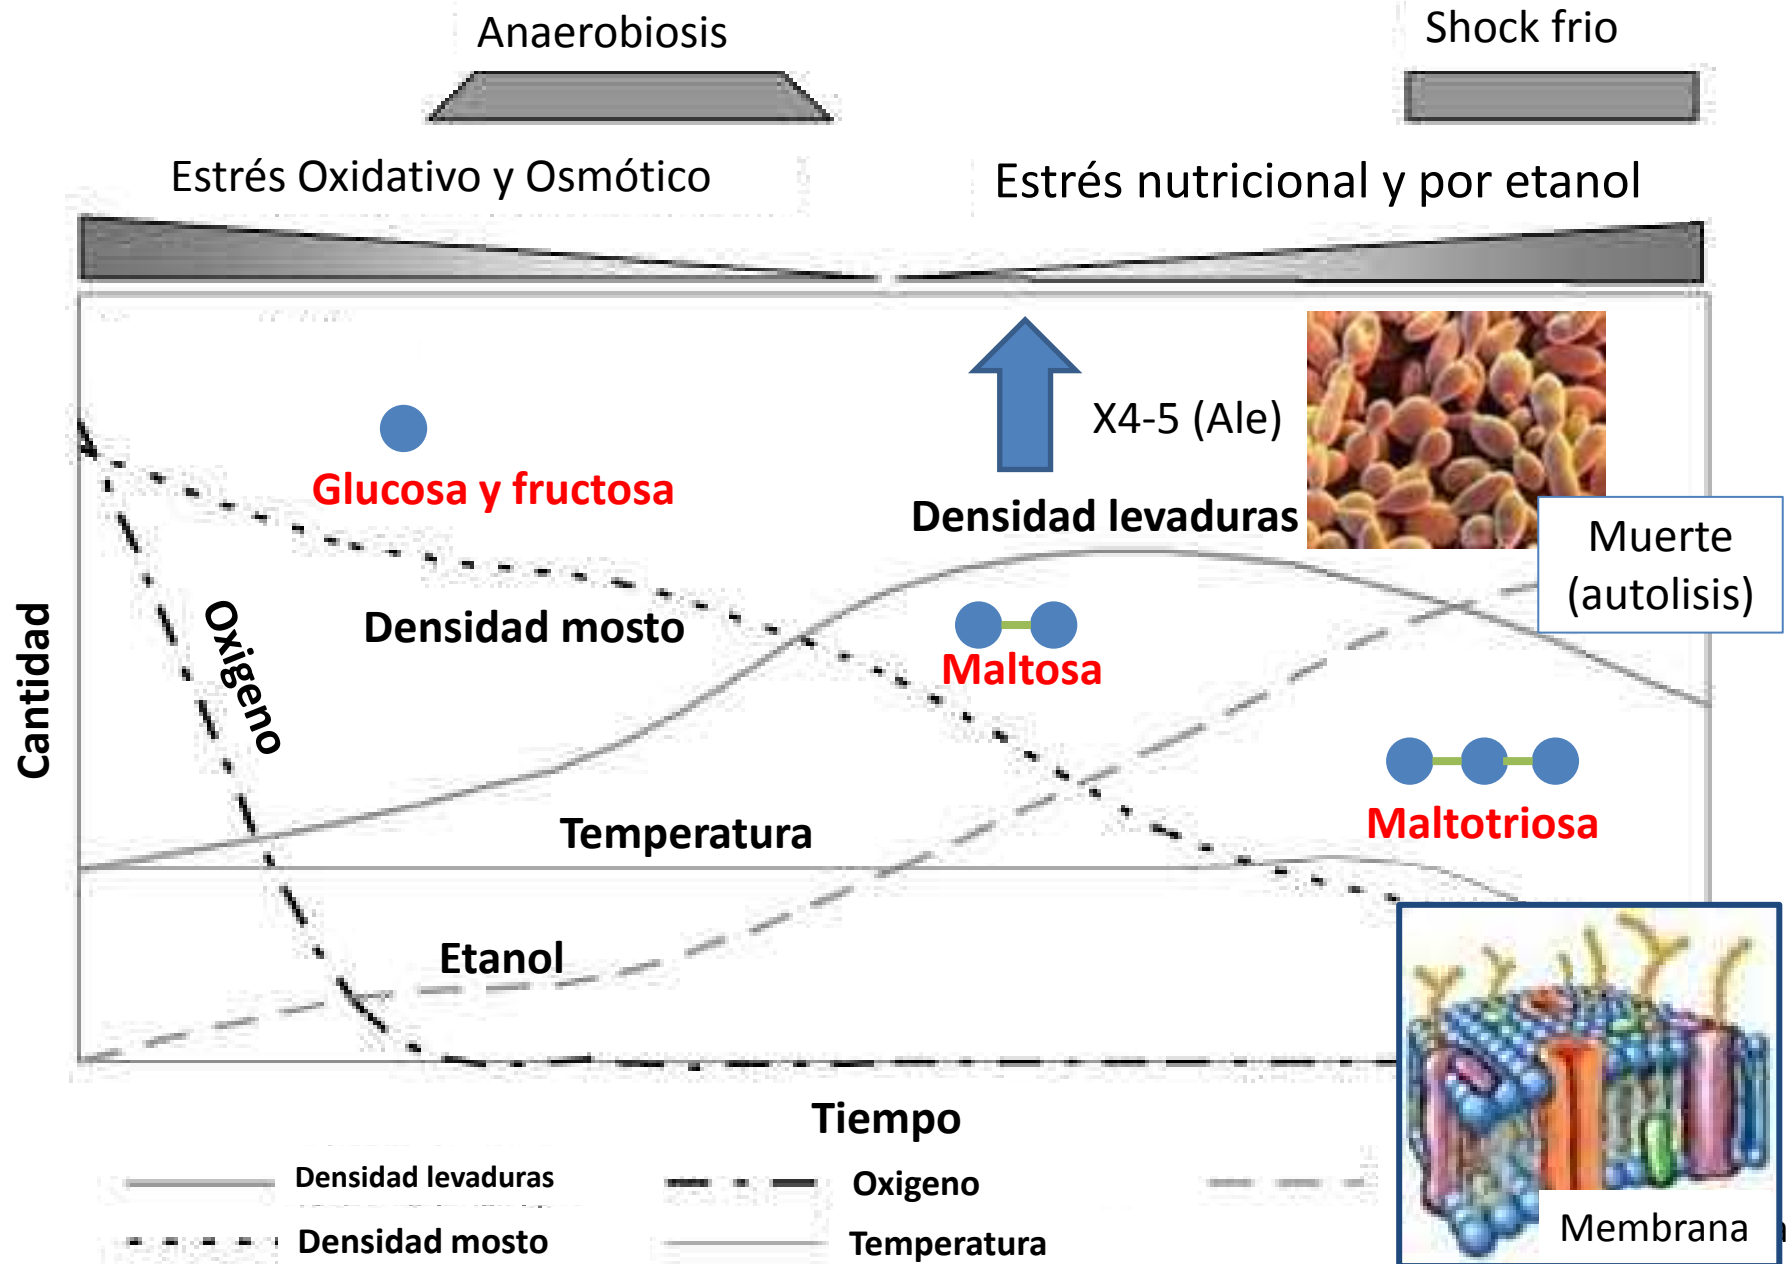 Anaerobiosis
Shock frio
Estrés Oxidativo y Osmótico
Estrés nutricional y por etanol
X4-5 (Ale)
Glucosa y fructosa
Densidad levaduras
Muerte
(autolisis)
Oxigeno
Densidad mosto
Maltosa
Cantidad
Temperatura
Maltotriosa
Etanol
Tiempo
Densidad levaduras
Oxigeno
Densidad mosto
Temperatura
Membrana